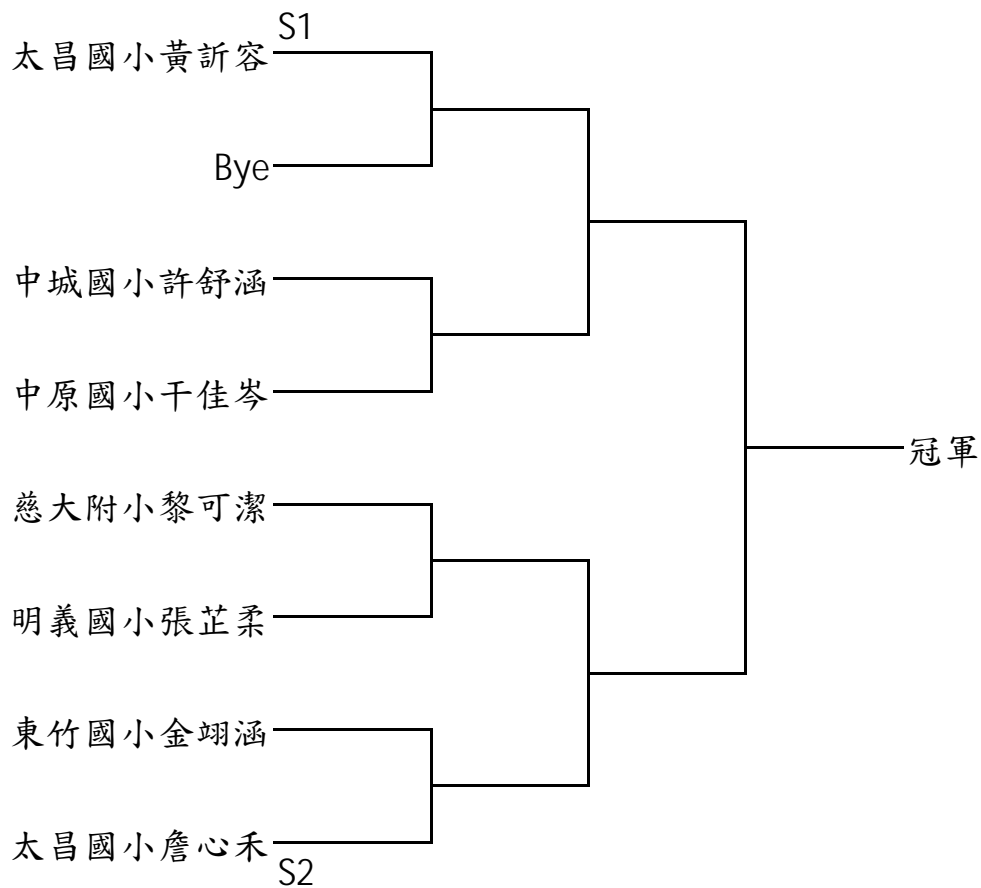 S1
太昌國小黃訢容
Bye
中城國小許舒涵
中原國小干佳岑
冠軍
慈大附小黎可潔
明義國小張芷柔
東竹國小金翊涵
太昌國小詹心禾
S2